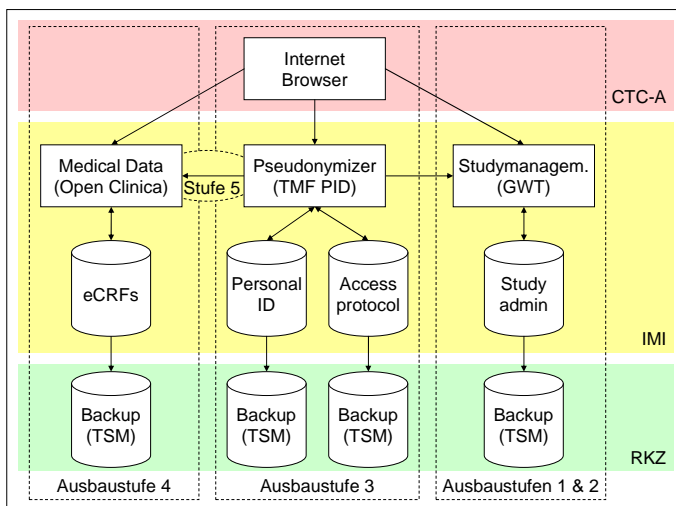 Internet
Browser
CTC-A
Medical Data
(Open Clinica)
Stufe 5
Pseudonymizer
(TMF PID)
Studymanagem.
(GWT)
eCRFs
Personal
ID
Access
protocol
Study
admin
IMI
Backup
(TSM)
Backup
(TSM)
Backup
(TSM)
Backup
(TSM)
RKZ
Ausbaustufe 4
Ausbaustufe 3
Ausbaustufen 1 & 2